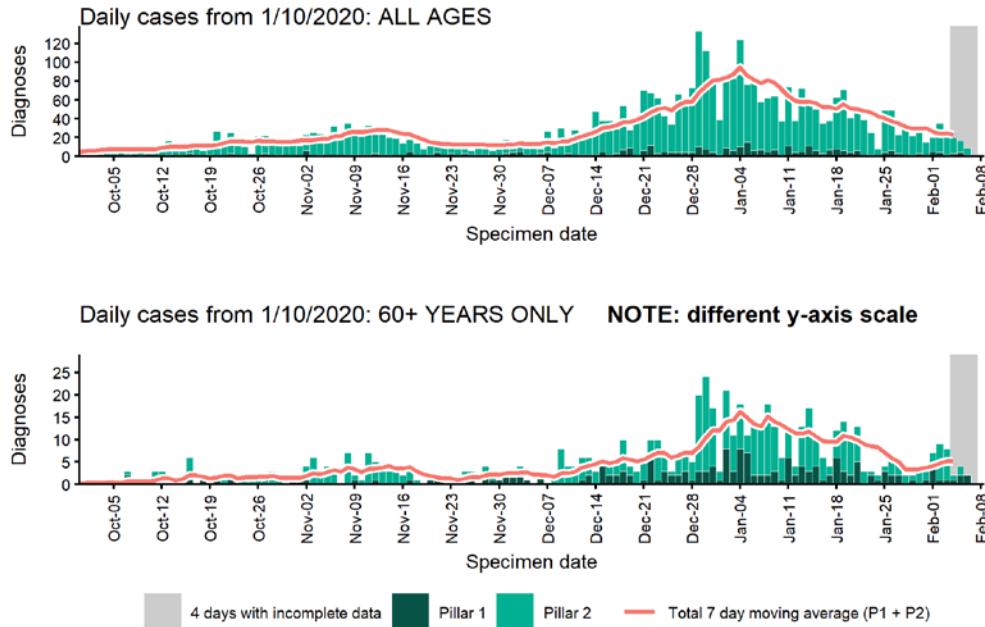 Daily cases from 1/10/2020: ALL AGES
Diagnoses
120
100
80
60
40
20
0
Oct-05
Oct-12
Oct-19
Oct-26
Nov-02
Nov-09
Nov-16
Nov-23
Nov-30
Dec-07
Dec-14
Dec-21
Dec-28
Jan-04
Jan-11
Jan-18
Jan-25
Feb-01
Feb-08
Specimen date
Daily cases from 1/10/2020: 60+ YEARS ONLY NOTE: different y-axis scale
Diagnoses
25
20
15
10
5
0
Oct-05
Oct-12
Oct-19
Oct-26
Nov-02
Nov-09
Nov-16
Nov-23
Nov-30
Dec-07
Dec-14
Dec-21
Dec-28
Jan-04
Jan-11
Jan-18
Jan-25
Feb-01
Feb-08
Specimen date
4 days with incomplete data Pillar 1 Pillar 2 Total 7 day moving average (P1 + P2)